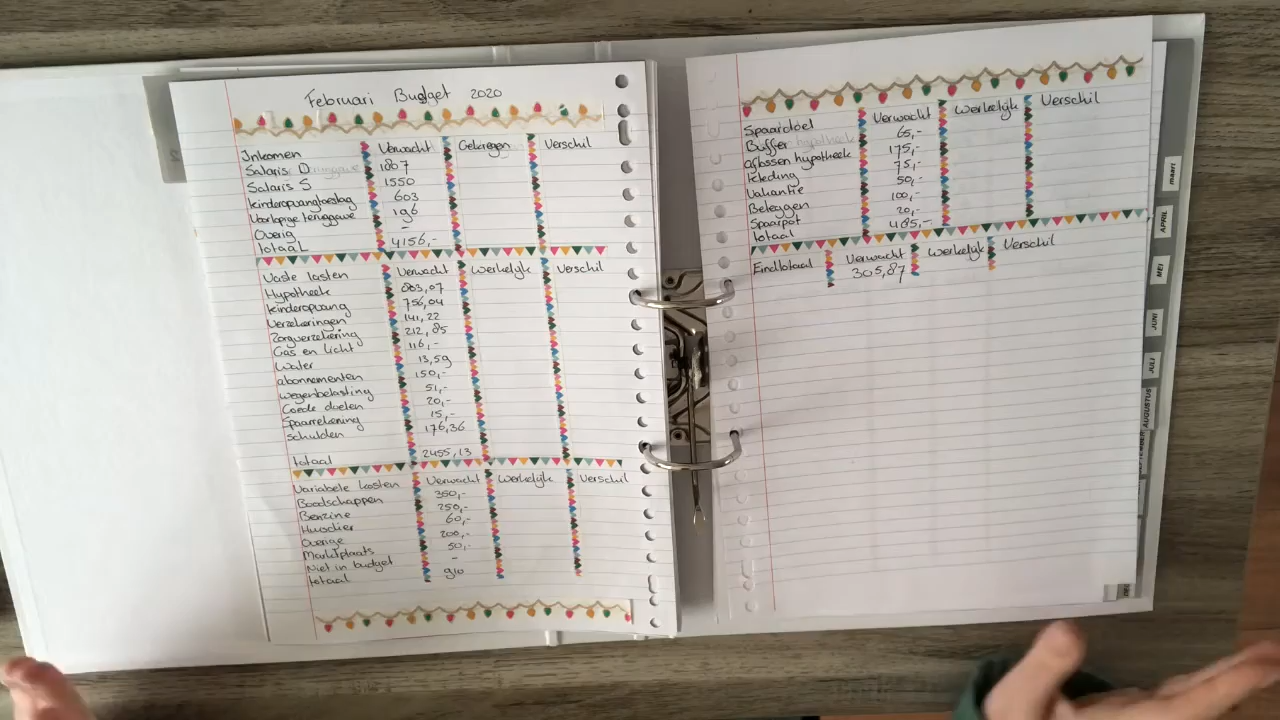 Februari Budget 2020
Inkomen Verwacht Gekregen Verschil
Salaris D 1807
Salaris S 1550
kinderopvangtoeslag 603
Voorlopige teruggave 196
Overig -
totaal 4156,-
Vaste lasten Verwacht Werkelijk Verschil
Hypotheek 803,07
kinderopvang 756,04
Verzekeringen 141,22
Zorgverzekering 212,85
Gas en licht 116,-
Water 13,59
abonnementen 150,-
wegenbelasting 51,-
Goede doelen 20,-
Spaarrekening 15,-
schulden 176,36
totaal 2455,13
Variabele kosten Verwacht Werkelijk Verschil
Boodschappen 350,-
Benzine 250,-
Huisdier 60,-
Overige 200,-
Marktplaats 50,-
Niet in budget -
totaal 910
Spaardoel Verwacht Werkelijk Verschil
Buffer hypotheek 65,-
aflossen hypotheek 175,-
kleding 75,-
Vakantie 50,-
Beleggen 100,-
Spaarpot 20,-
totaal 485,-
Eindtotaal Verwacht Werkelijk Verschil
305,87
maart
APRIL
MEI
JUNI
JULI
AUGUSTUS